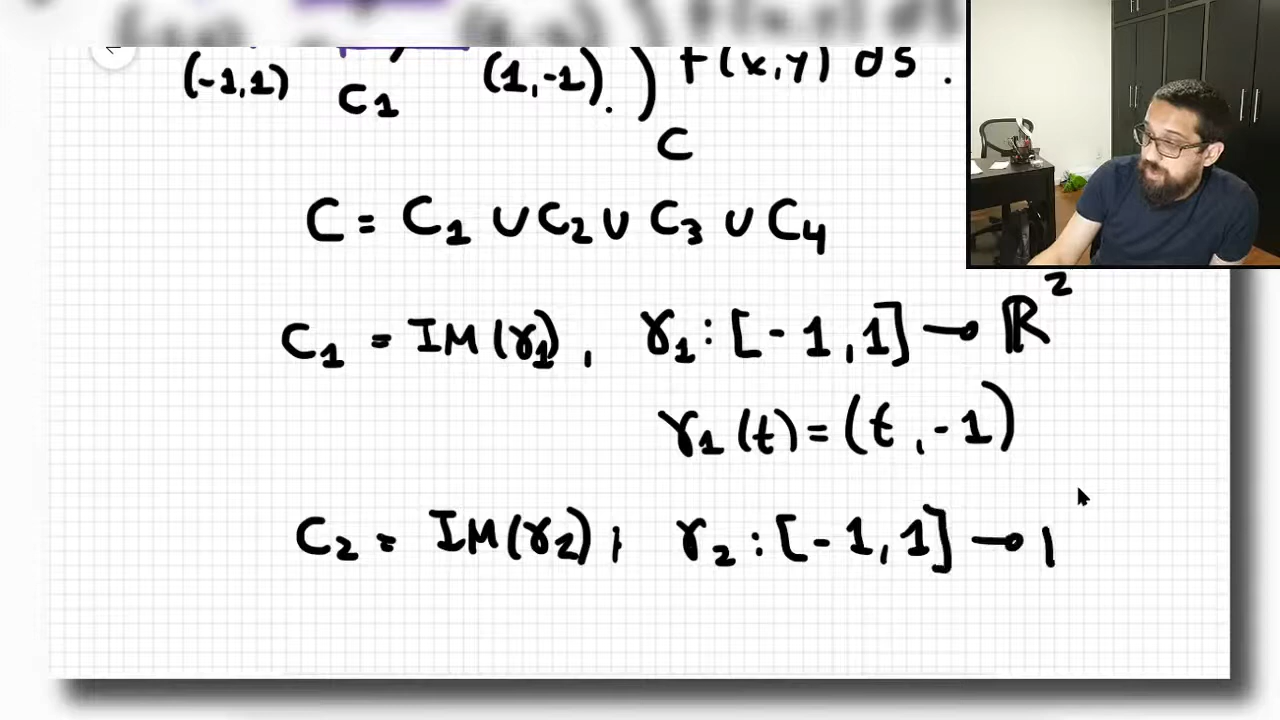 (-1,1) C1 (1,-1). ∫ f(x,y) ds.
C
C = C1 ∪ C2 ∪ C3 ∪ C4
C1 = IM(γ1), γ1 : [-1,1] → ℝ²
γ1(t) = (t,-1)
C2 = IM(γ2), γ2 : [-1,1] →